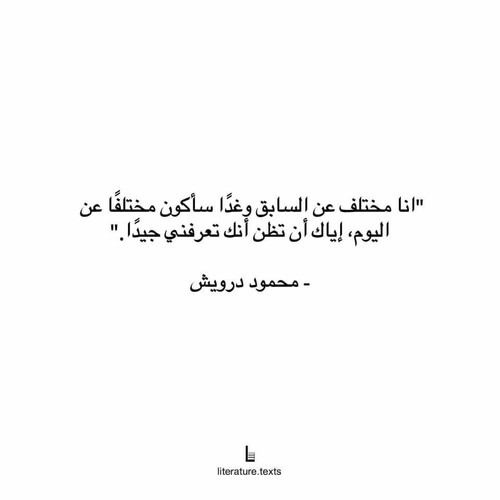 "انا مختلف عن السابق وغدًا سأكون مختلفًا عن
اليوم، إياك أن تظن أنك تعرفني جيدًا."
- محمود درويش
literature.texts